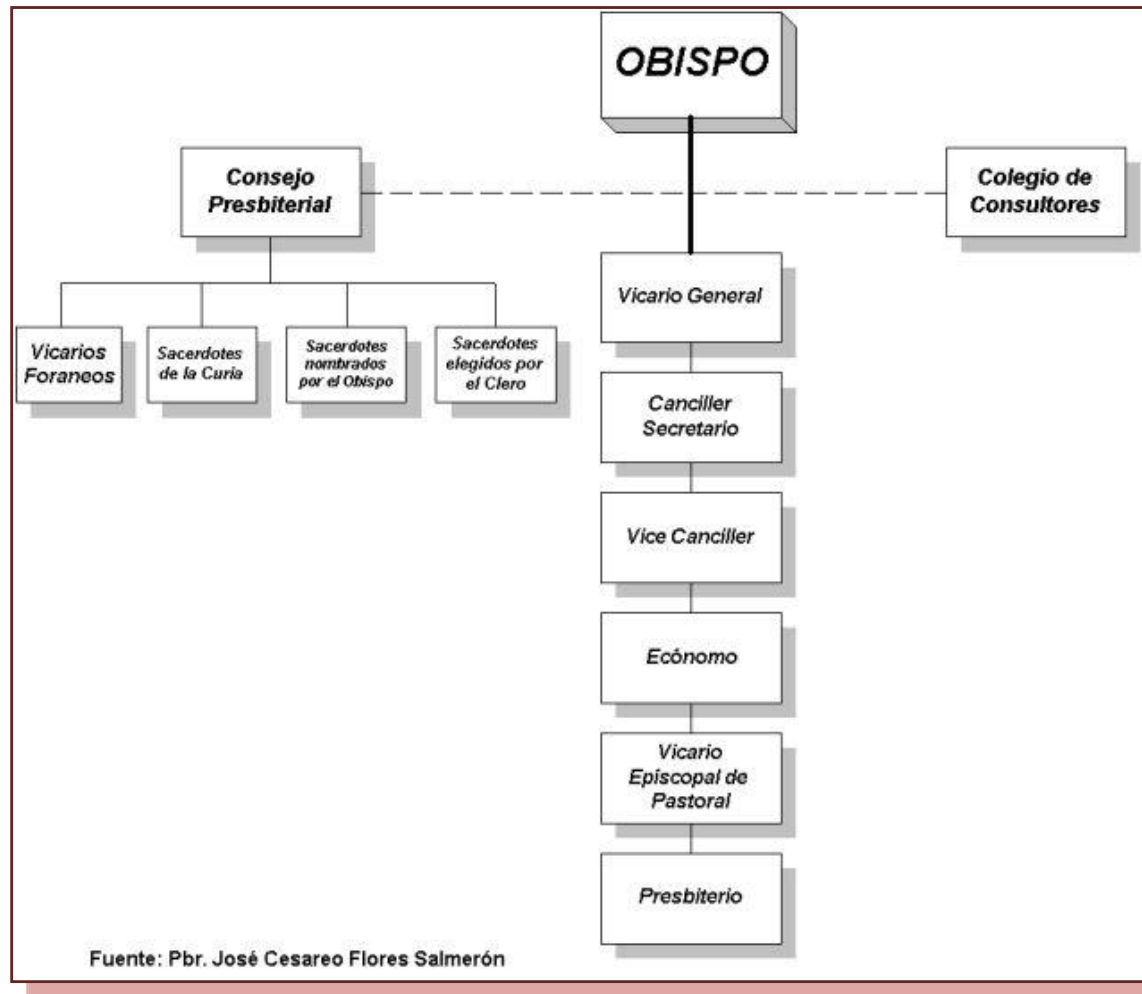 OBISPO
Consejo
Presbiterial
Colegio de
Consultores
Vicario General
Vicarios
Foraneos
Sacerdotes
de la Curia
Sacerdotes
nombrados
por el Obispo
Sacerdotes
elegidos por
el Clero
Canciller
Secretario
Vice Canciller
Ecónomo
Vicario
Episcopal de
Pastoral
Presbiterio
Fuente: Pbr. José Cesareo Flores Salmerón